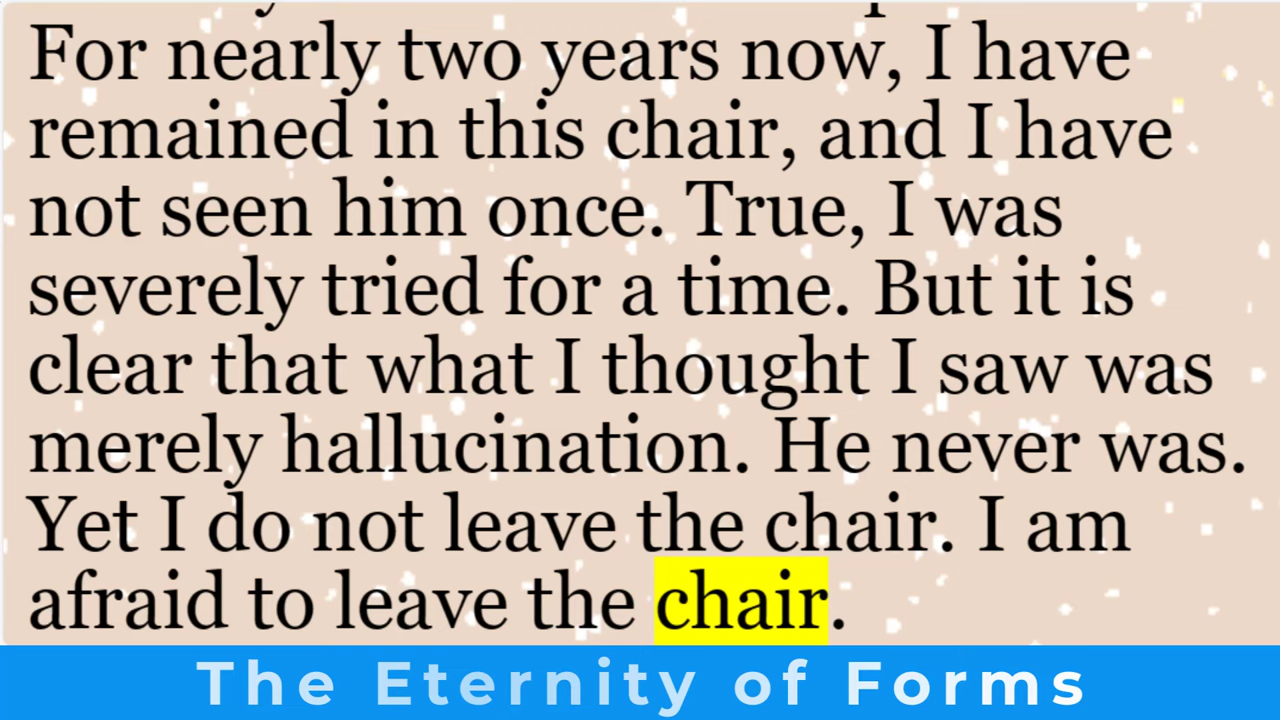 For nearly two years now, I have
remained in this chair, and I have
not seen him once. True, I was
severely tried for a time. But it is
clear that what I thought I saw was
merely hallucination. He never was.
Yet I do not leave the chair. I am
afraid to leave the chair.
The Eternity of Forms